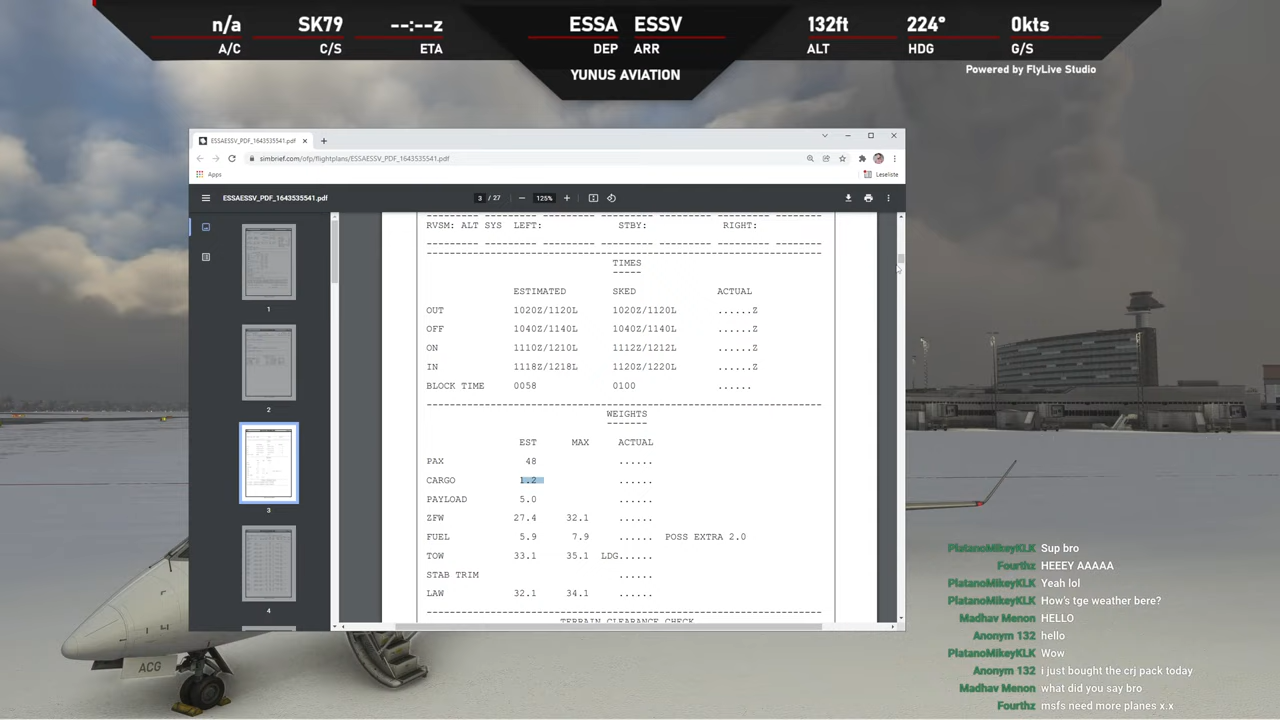 n/a SK79 --:--z ESSA ESSV 132ft 224° 0kts
A/C C/S ETA DEP ARR ALT HDG G/S
YUNUS AVIATION
Powered by FlyLive Studio
ESSAESSV_PDF_1643535541.pdf
simbrief.com/ofp/flightplans/ESSAESSV_PDF_1643535541.pdf
Apps
Leseliste
ESSAESSV_PDF_1643535541.pdf
3 / 27
125%
RVSM: ALT SYS LEFT: STBY: RIGHT:
TIMES
ESTIMATED SKED ACTUAL
OUT 1020Z/1120L 1020Z/1120L ......Z
OFF 1040Z/1140L 1040Z/1140L ......Z
ON 1110Z/1210L 1112Z/1212L ......Z
IN 1118Z/1218L 1120Z/1220L ......Z
BLOCK TIME 0058 0100 ......
WEIGHTS
EST MAX ACTUAL
PAX 48 ......
CARGO 1.2 ......
PAYLOAD 5.0 ......
ZFW 27.4 32.1 ......
FUEL 5.9 7.9 ...... POSS EXTRA 2.0
TOW 33.1 35.1 LDG......
STAB TRIM ......
LAW 32.1 34.1 ......
TERRAIN CLEARANCE CHECK
1
2
3
4
ACG
PlatanoMikeyKLK Sup bro
Fourthz HEEEY AAAAA
PlatanoMikeyKLK Yeah lol
PlatanoMikeyKLK How's tge weather bere?
Madhav Menon HELLO
Anonym 132 hello
PlatanoMikeyKLK Wow
Anonym 132 i just bought the crj pack today
Madhav Menon what did you say bro
Fourthz msfs need more planes x.x